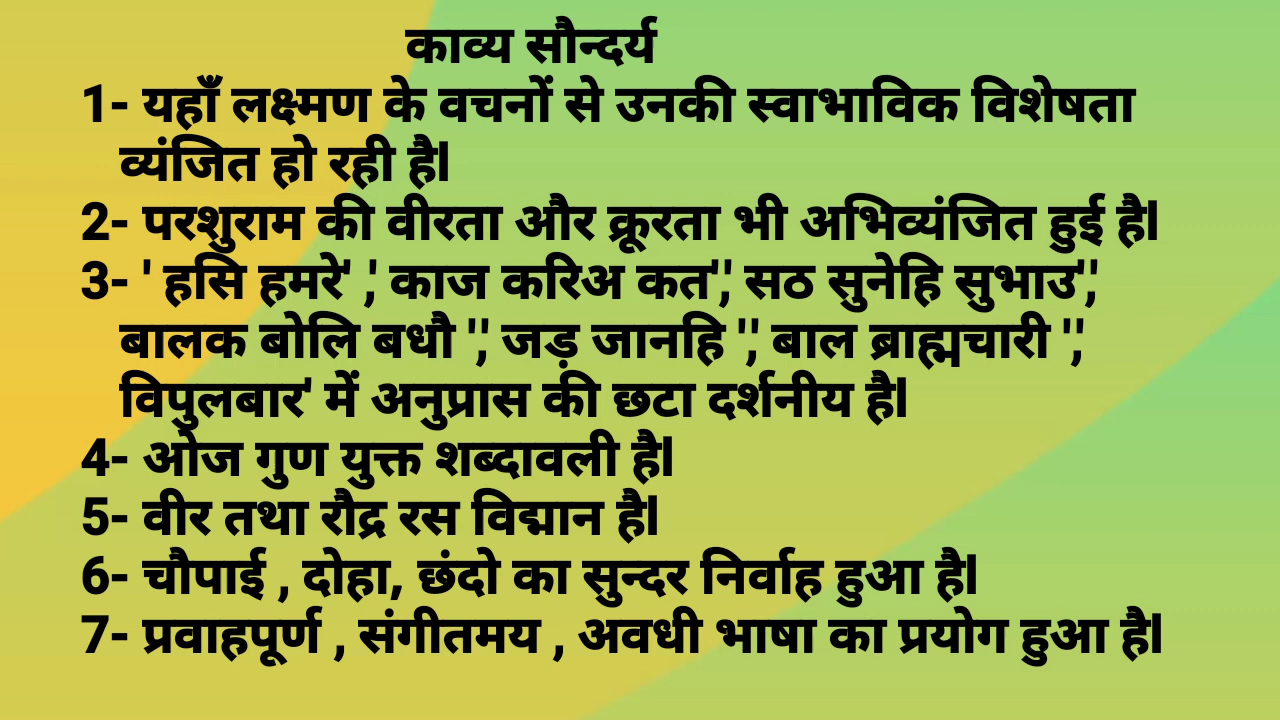 काव्य सौन्दर्य
1- यहाँ लक्ष्मण के वचनों से उनकी स्वाभाविक विशेषता
व्यंजित हो रही है।
2- परशुराम की वीरता और क्रूरता भी अभिव्यंजित हुई है।
3- ' हसि हमरे' ,' काज करिअ कत'',' सठ सुनेहि सुभाउ'',
बालक बोलि बधौ '', जड़ जानहि '', बाल ब्राह्मचारी '',
विपुलबार' में अनुप्रास की छटा दर्शनीय है।
4- ओज गुण युक्त शब्दावली है।
5- वीर तथा रौद्र रस विद्मान है।
6- चौपाई , दोहा, छंदो का सुन्दर निर्वाह हुआ है।
7- प्रवाहपूर्ण , संगीतमय , अवधी भाषा का प्रयोग हुआ है।